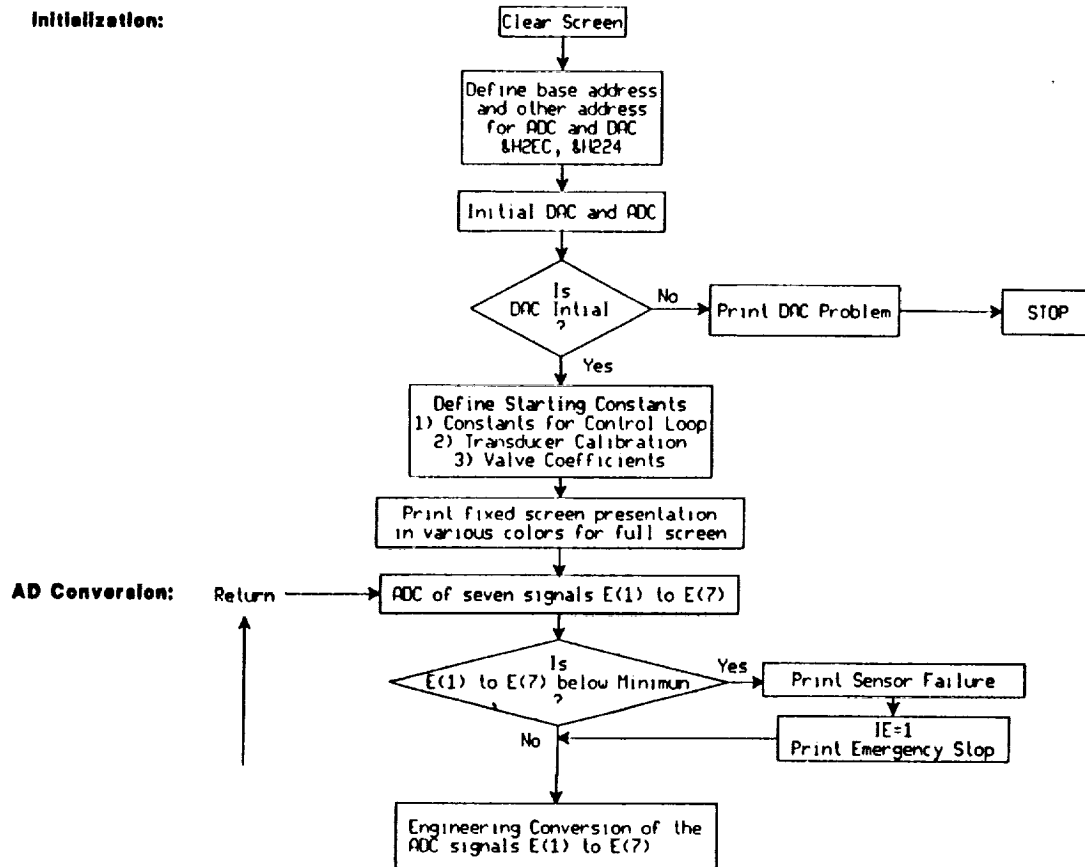 Initialization:
Clear Screen
Define base address
and other address
for ADC and DAC
&H2EC, &H224
Initial DAC and ADC
Is
DAC Intial
?
No
Print DAC Problem
STOP
Yes
Define Starting Constants
1) Constants for Control Loop
2) Transducer Calibration
3) Valve Coefficients
Print fixed screen presentation
in various colors for full screen
AD Conversion:
Return
ADC of seven signals E(1) to E(7)
Is
E(1) to E(7) below Minimun
?
Yes
Print Sensor Failure
No
IE=1
Print Emergency Stop
Engineering Conversion of the
ADC signals E(1) to E(7)